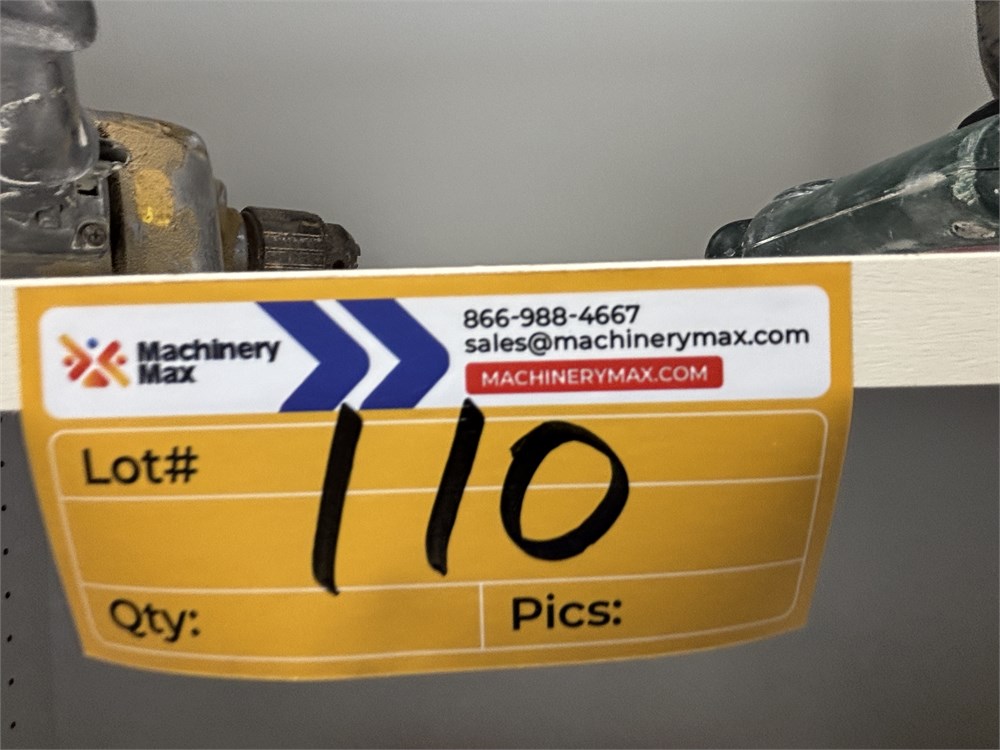 Machinery
Max
866-988-4667
sales@machinerymax.com
MACHINERYMAX.COM
Lot# 110
Qty:
Pics: